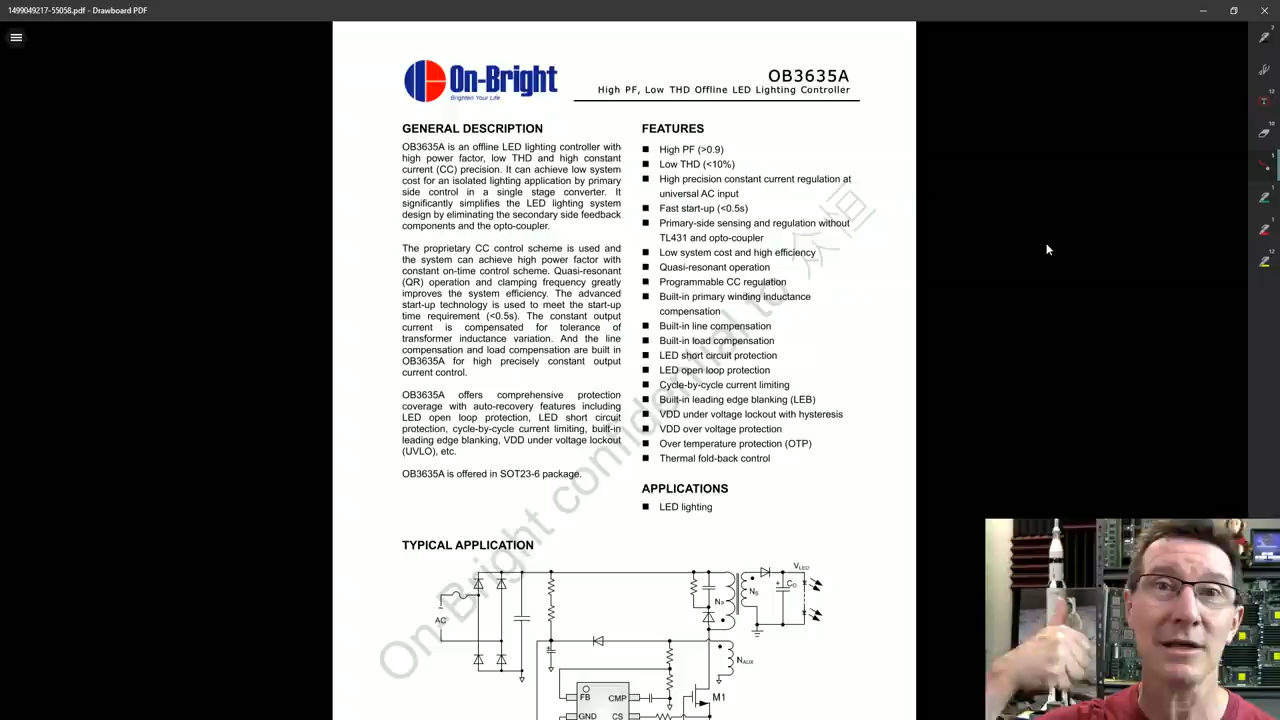 1499049217-55058.pdf - Drawboard PDF
On-Bright
Brighten Your Life
OB3635A
High PF, Low THD Offline LED Lighting Controller
GENERAL DESCRIPTION
OB3635A is an offline LED lighting controller with
high power factor, low THD and high constant
current (CC) precision. It can achieve low system
cost for an isolated lighting application by primary
side control in a single stage converter. It
significantly simplifies the LED lighting system
design by eliminating the secondary side feedback
components and the opto-coupler.
The proprietary CC control scheme is used and
the system can achieve high power factor with
constant on-time control scheme. Quasi-resonant
(QR) operation and clamping frequency greatly
improves the system efficiency. The advanced
start-up technology is used to meet the start-up
time requirement (<0.5s). The constant output
current is compensated for tolerance of
transformer inductance variation. And the line
compensation and load compensation are built in
OB3635A for high precisely constant output
current control.
OB3635A offers comprehensive protection
coverage with auto-recovery features including
LED open loop protection, LED short circuit
protection, cycle-by-cycle current limiting, built-in
leading edge blanking, VDD under voltage lockout
(UVLO), etc.
OB3635A is offered in SOT23-6 package.
FEATURES
High PF (>0.9)
Low THD (<10%)
High precision constant current regulation at
universal AC input
Fast start-up (<0.5s)
Primary-side sensing and regulation without
TL431 and opto-coupler
Low system cost and high efficiency
Quasi-resonant operation
Programmable CC regulation
Built-in primary winding inductance
compensation
Built-in line compensation
Built-in load compensation
LED short circuit protection
LED open loop protection
Cycle-by-cycle current limiting
Built-in leading edge blanking (LEB)
VDD under voltage lockout with hysteresis
VDD over voltage protection
Over temperature protection (OTP)
Thermal fold-back control
APPLICATIONS
LED lighting
On-Bright confidential to 众恒
TYPICAL APPLICATION
VLED
NP
NS
CO
AC
NAUX
M1
FB
CMP
GND
CS